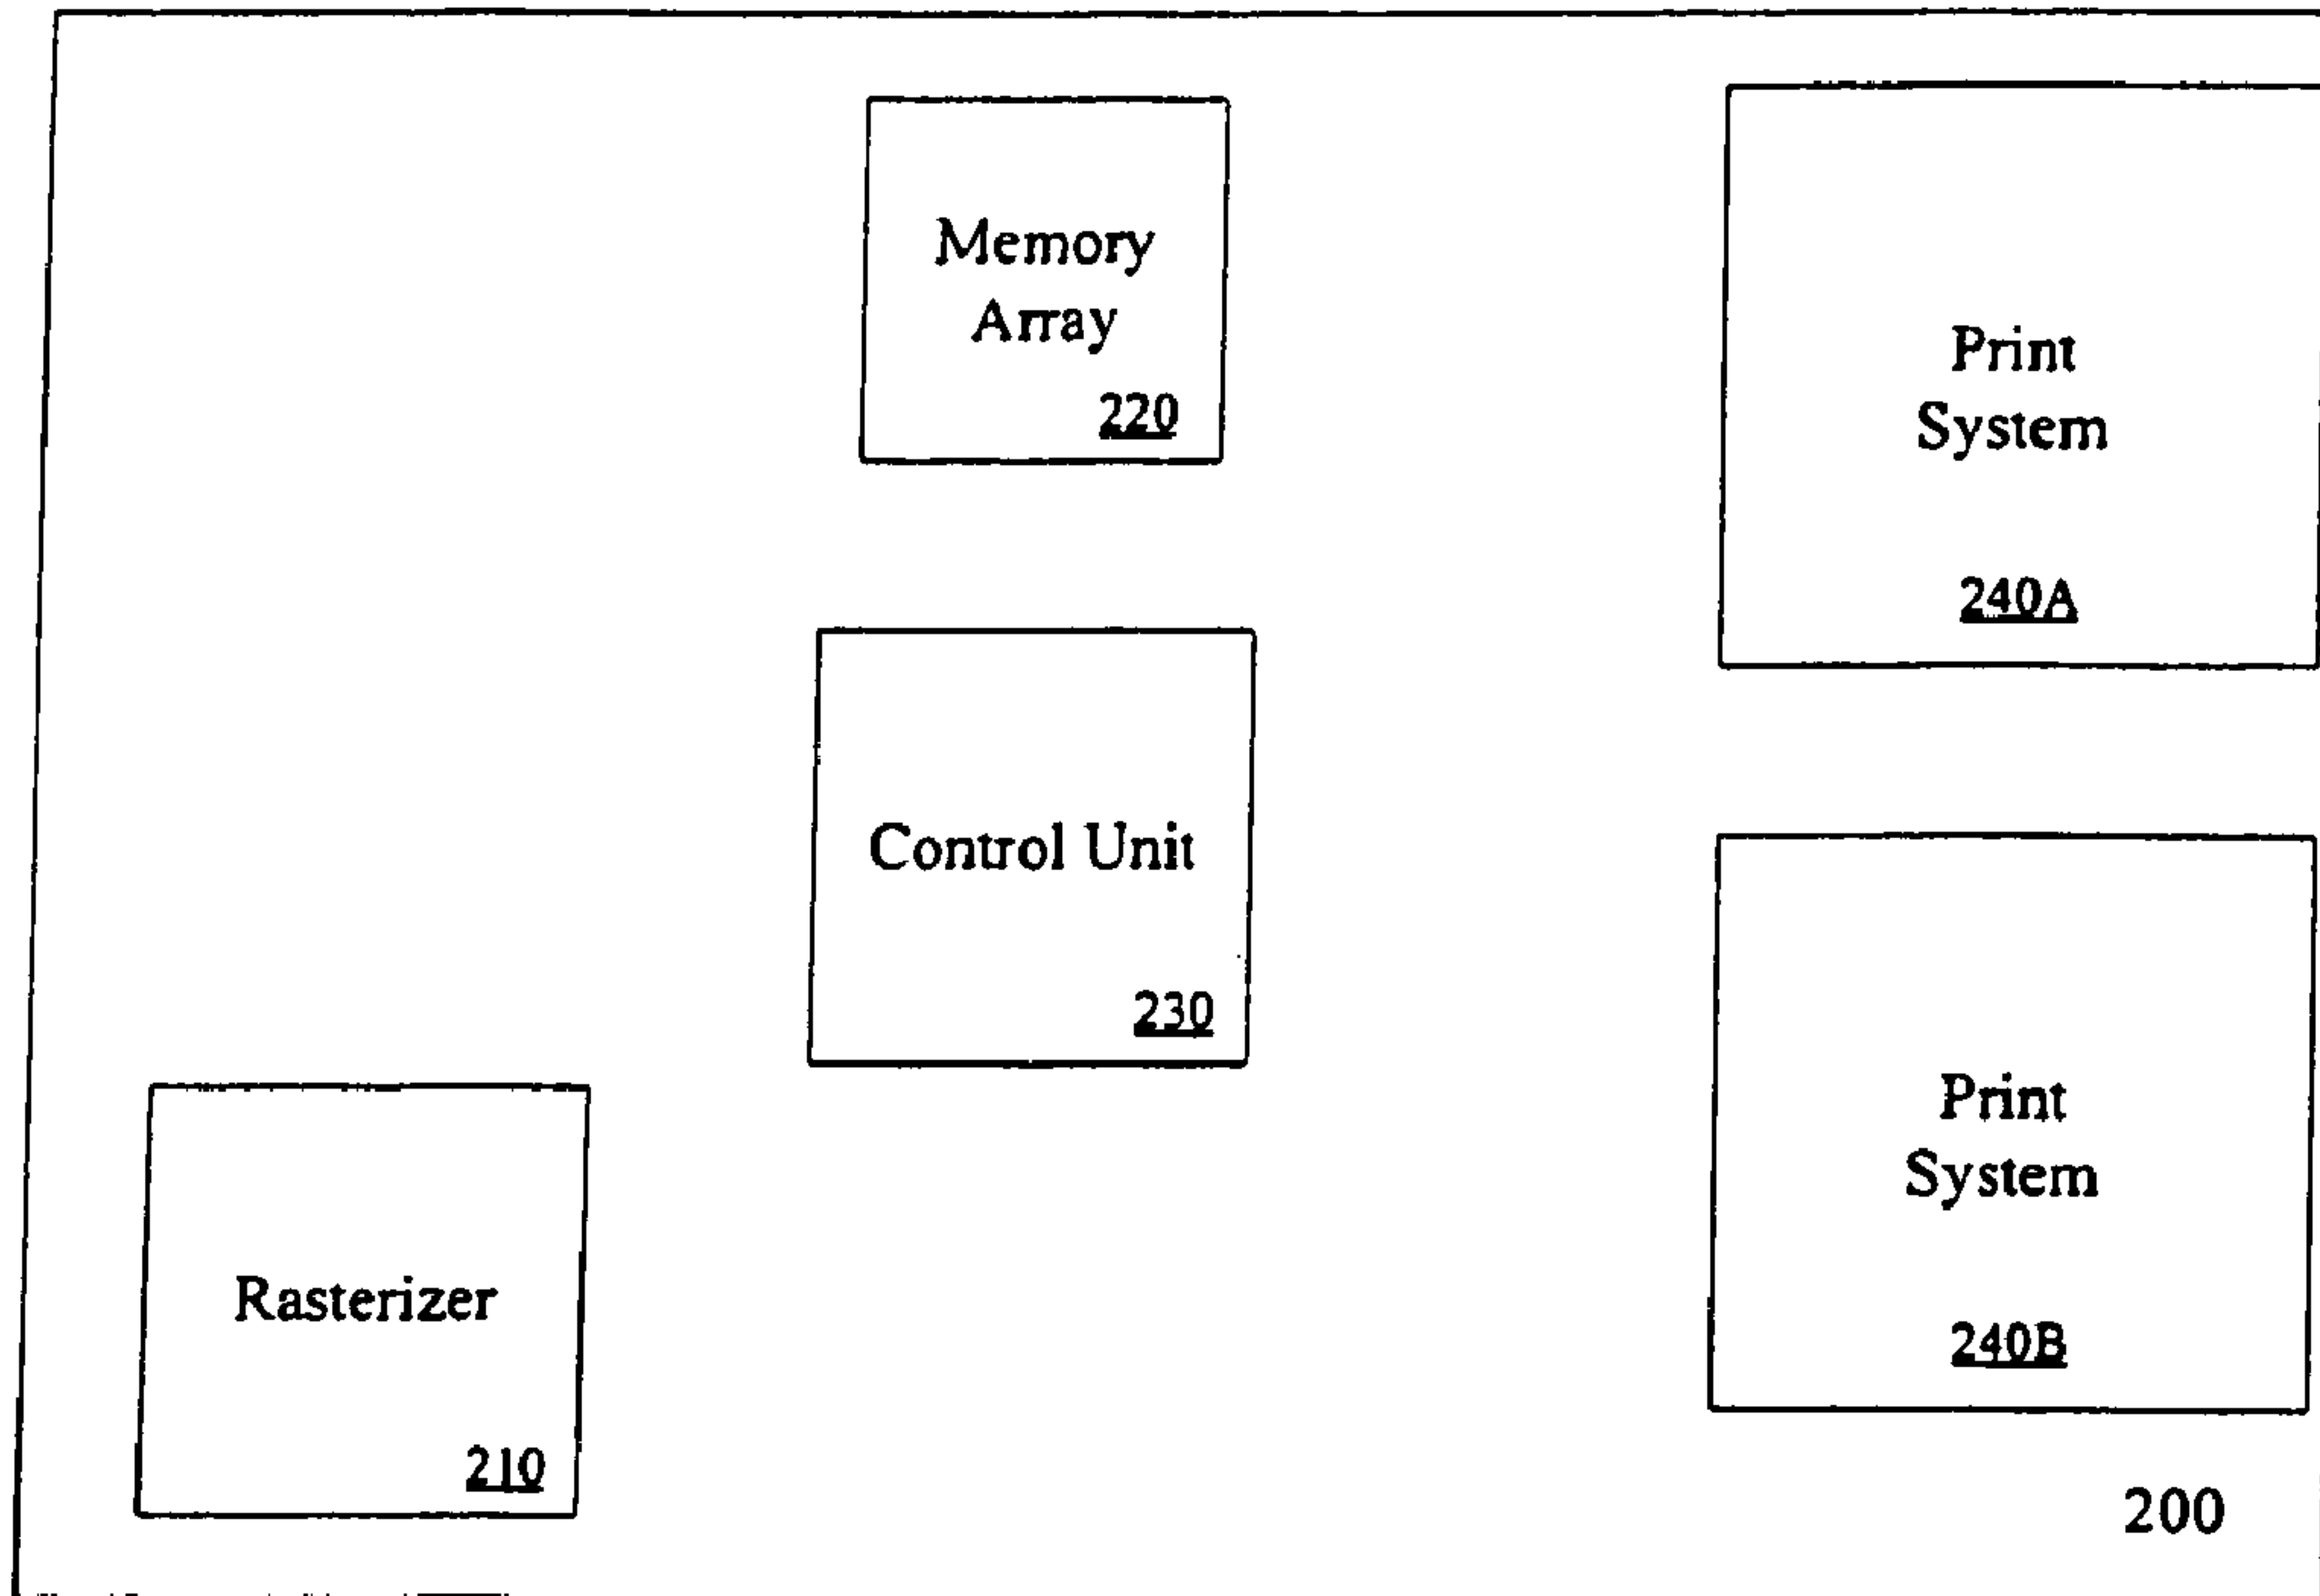 Memory
Array
220
Print
System
240A
Control Unit
230
Print
System
240B
Rasterizer
210
200